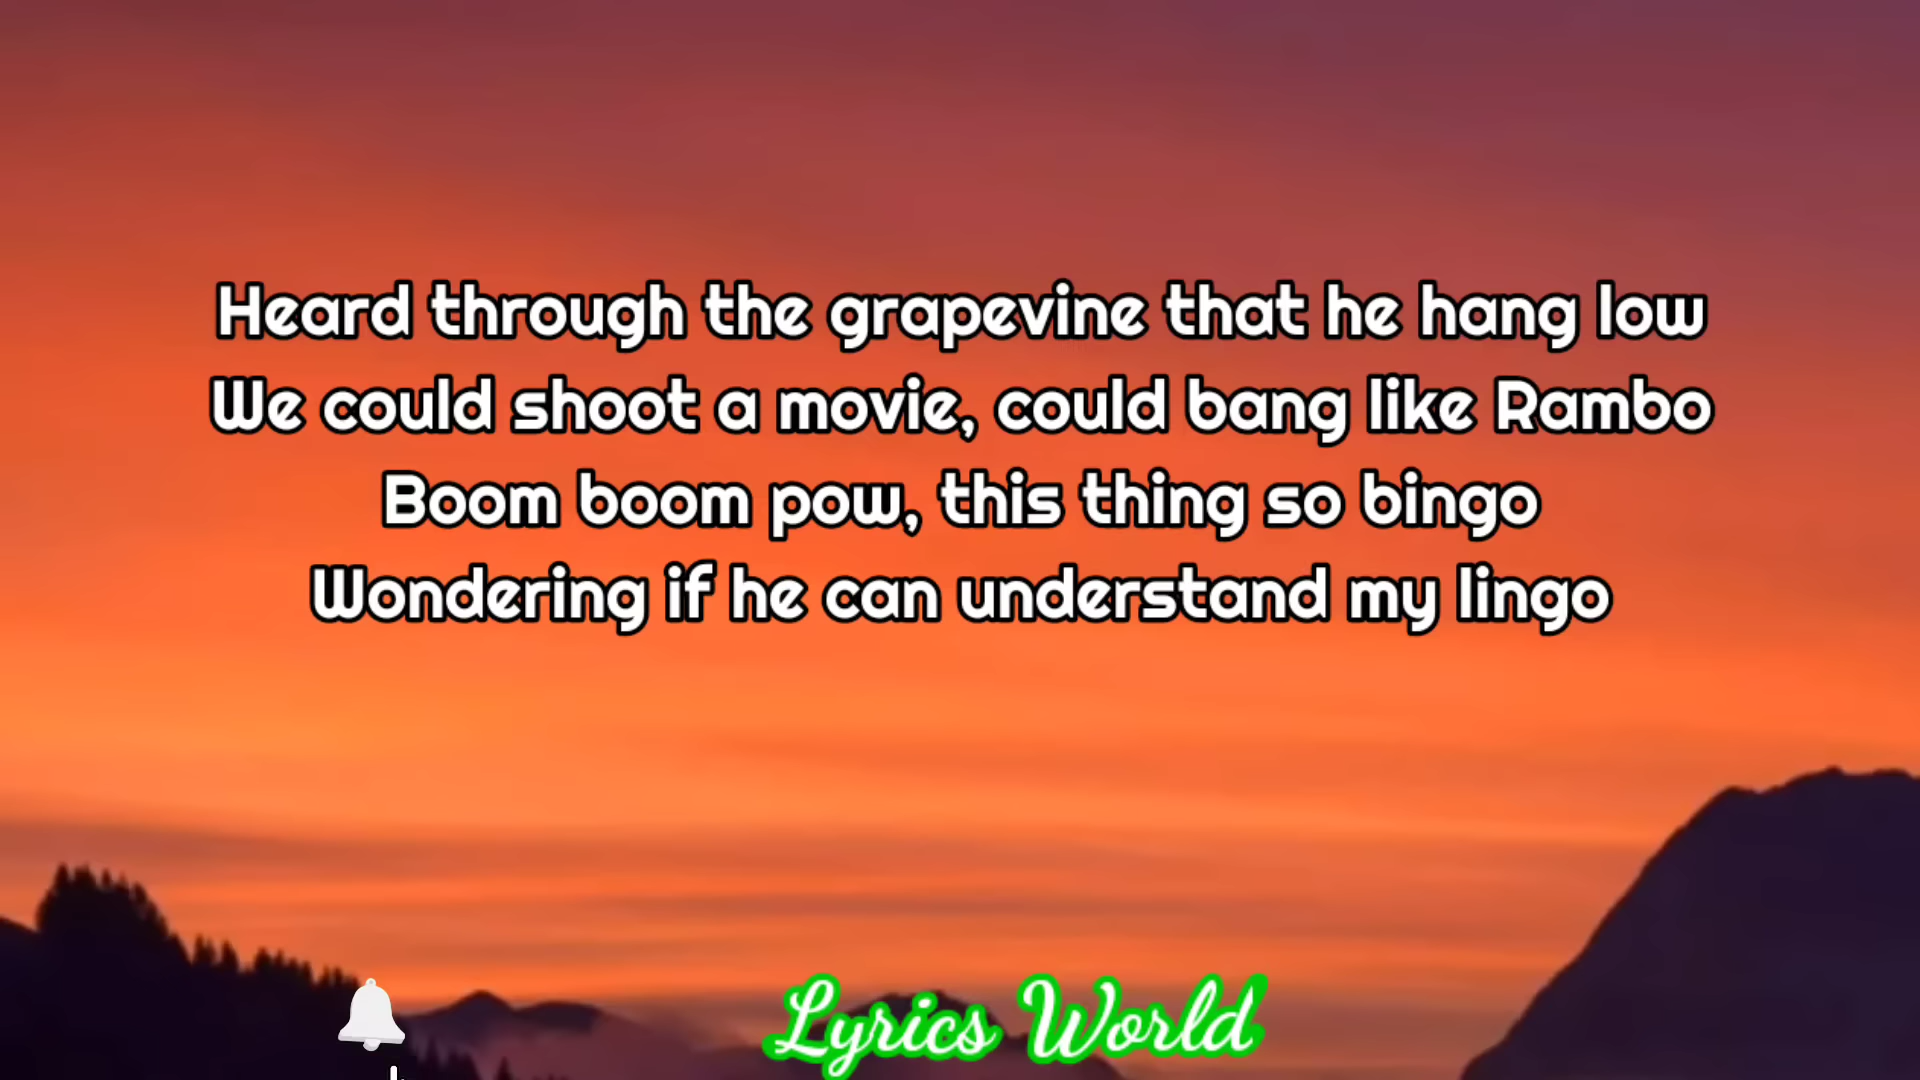 Heard through the grapevine that he hang low
We could shoot a movie, could bang like Rambo
Boom boom pow, this thing so bingo
Wondering if he can understand my lingo
Lyrics World